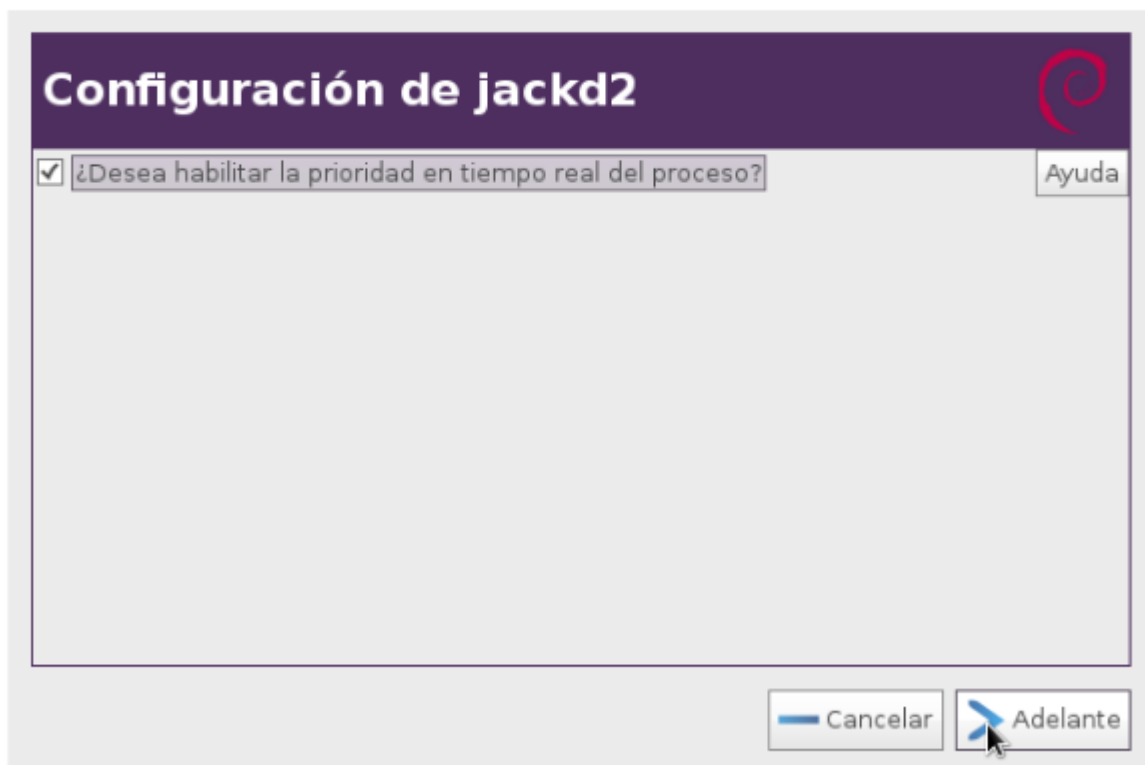 Configuración de jackd2
¿Desea habilitar la prioridad en tiempo real del proceso?
Ayuda
Cancelar
Adelante